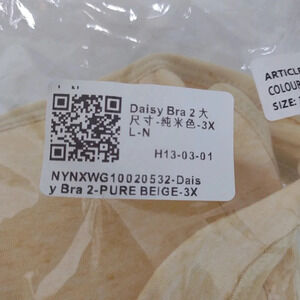 Daisy Bra 2 大
尺寸-纯米色-3X
L-N
H13-03-01
NYNXWG10020532-Dais
y Bra 2-PURE BEIGE-3X
ARTICLE
COLOUR
SIZE: